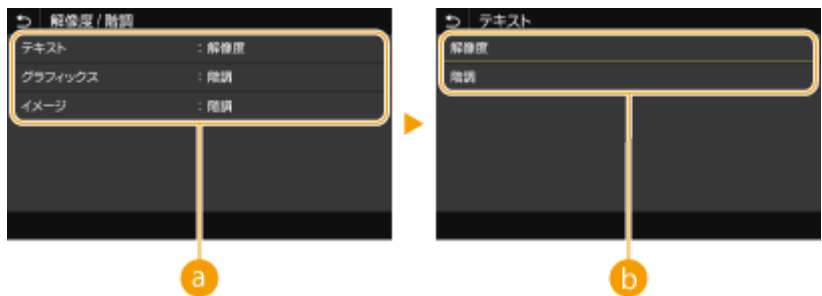 解像度/階調
テキスト : 解像度
グラフィックス : 階調
イメージ : 階調
a
テキスト
解像度
階調
b